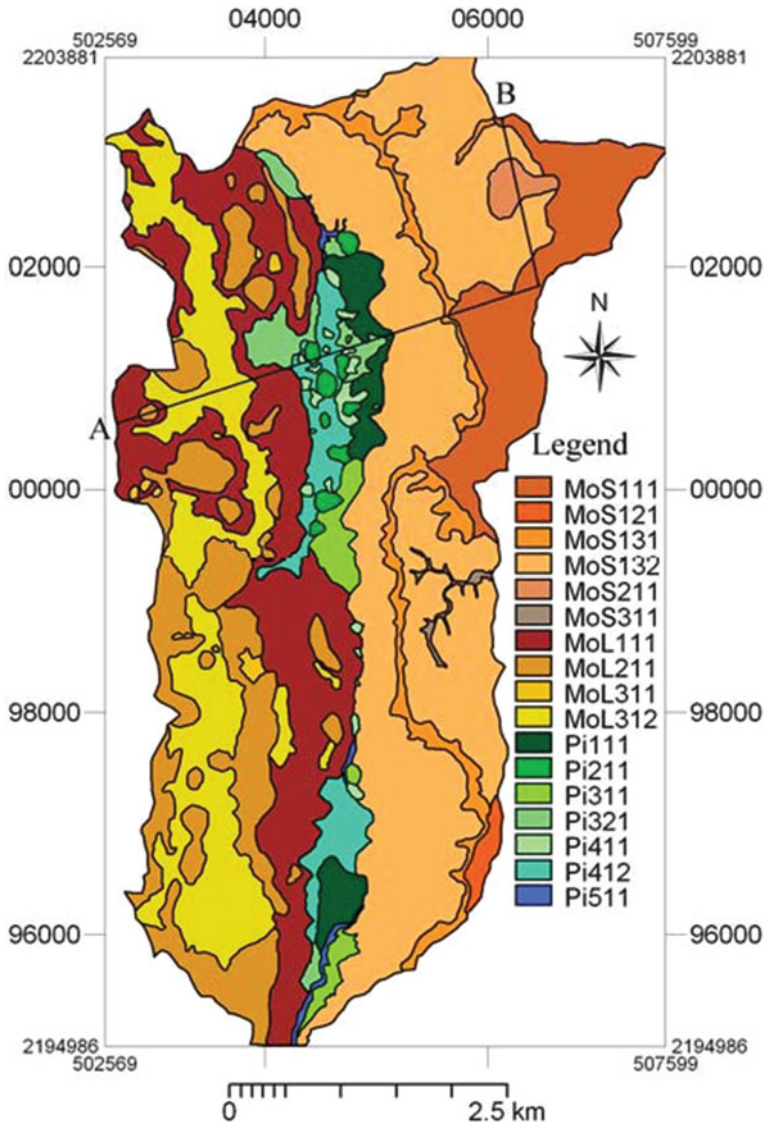 04000 06000
502569 507599
2203881 2203881
B
02000 02000
N
A
Legend
00000 00000
MoS111
MoS121
MoS131
MoS132
MoS211
MoS311
MoL111
MoL211
MoL311
MoL312
98000 98000
Pi111
Pi211
Pi311
Pi321
Pi411
Pi412
Pi511
96000 96000
2194986 2194986
502569 507599
0 2.5 km